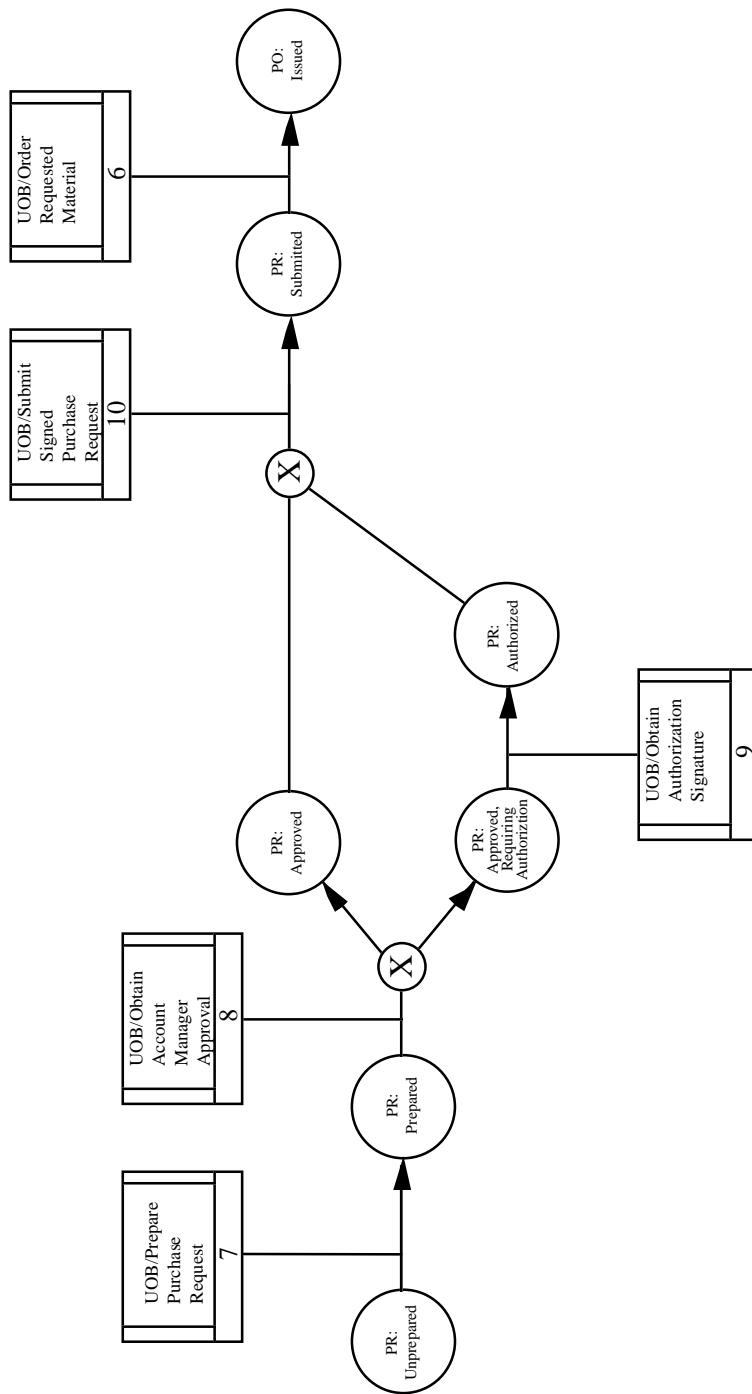 UOB/Prepare
Purchase
Request
7
UOB/Obtain
Account
Manager
Approval
8
UOB/Submit
Signed
Purchase
Request
10
UOB/Order
Requested
Material
6
PR:
Unprepared
PR:
Prepared
X
PR:
Approved
PR:
Approved,
Requiring
Authoriztion
PR:
Authorized
X
PR:
Submitted
PO:
Issued
UOB/Obtain
Authorization
Signature
9